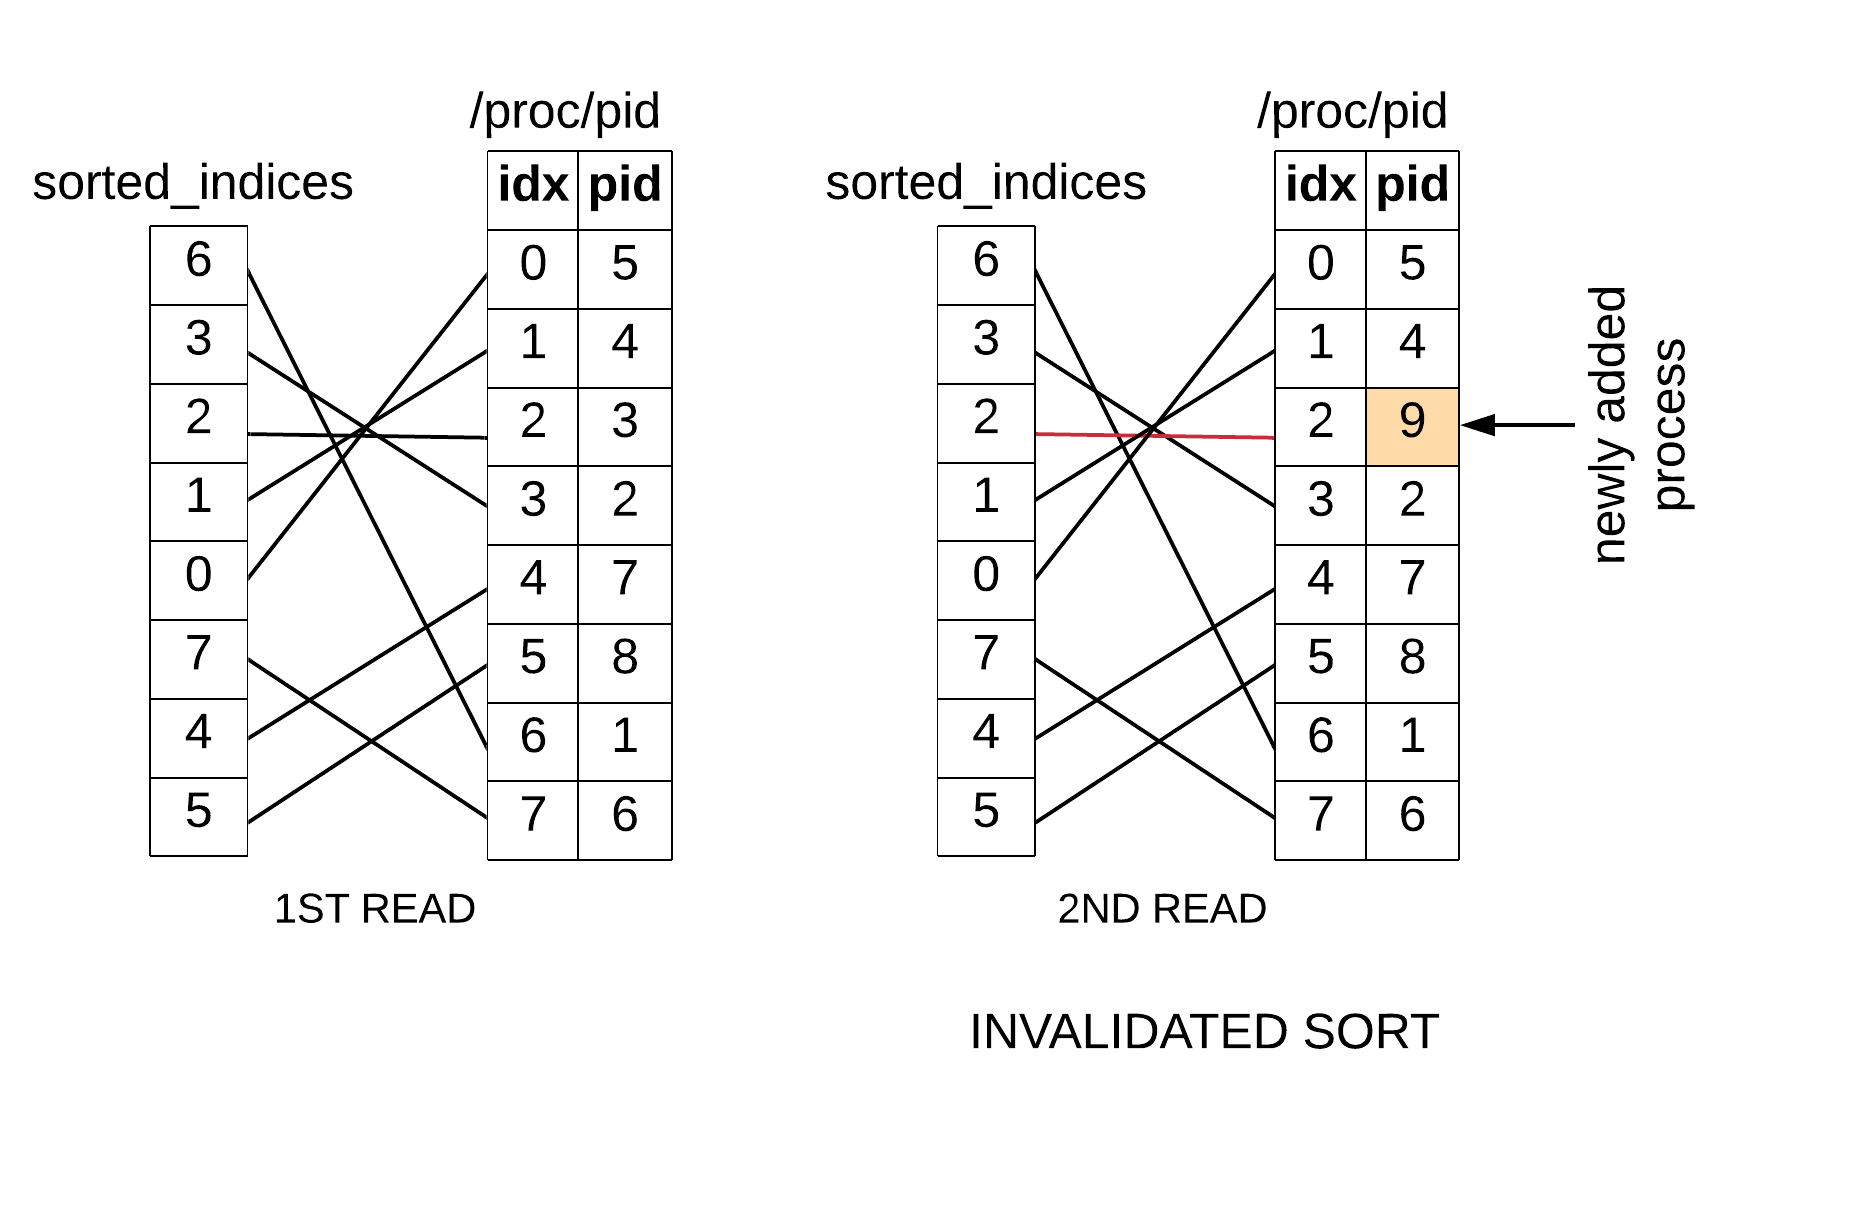 /proc/pid
sorted_indices
idx pid
6
0 5
3
1 4
2
2 3
1
3 2
0
4 7
7
5 8
4
6 1
5
7 6
1ST READ
/proc/pid
sorted_indices
idx pid
6
0 5
3
1 4
2
2 9
1
3 2
0
4 7
7
5 8
4
6 1
5
7 6
newly added
process
2ND READ
INVALIDATED SORT